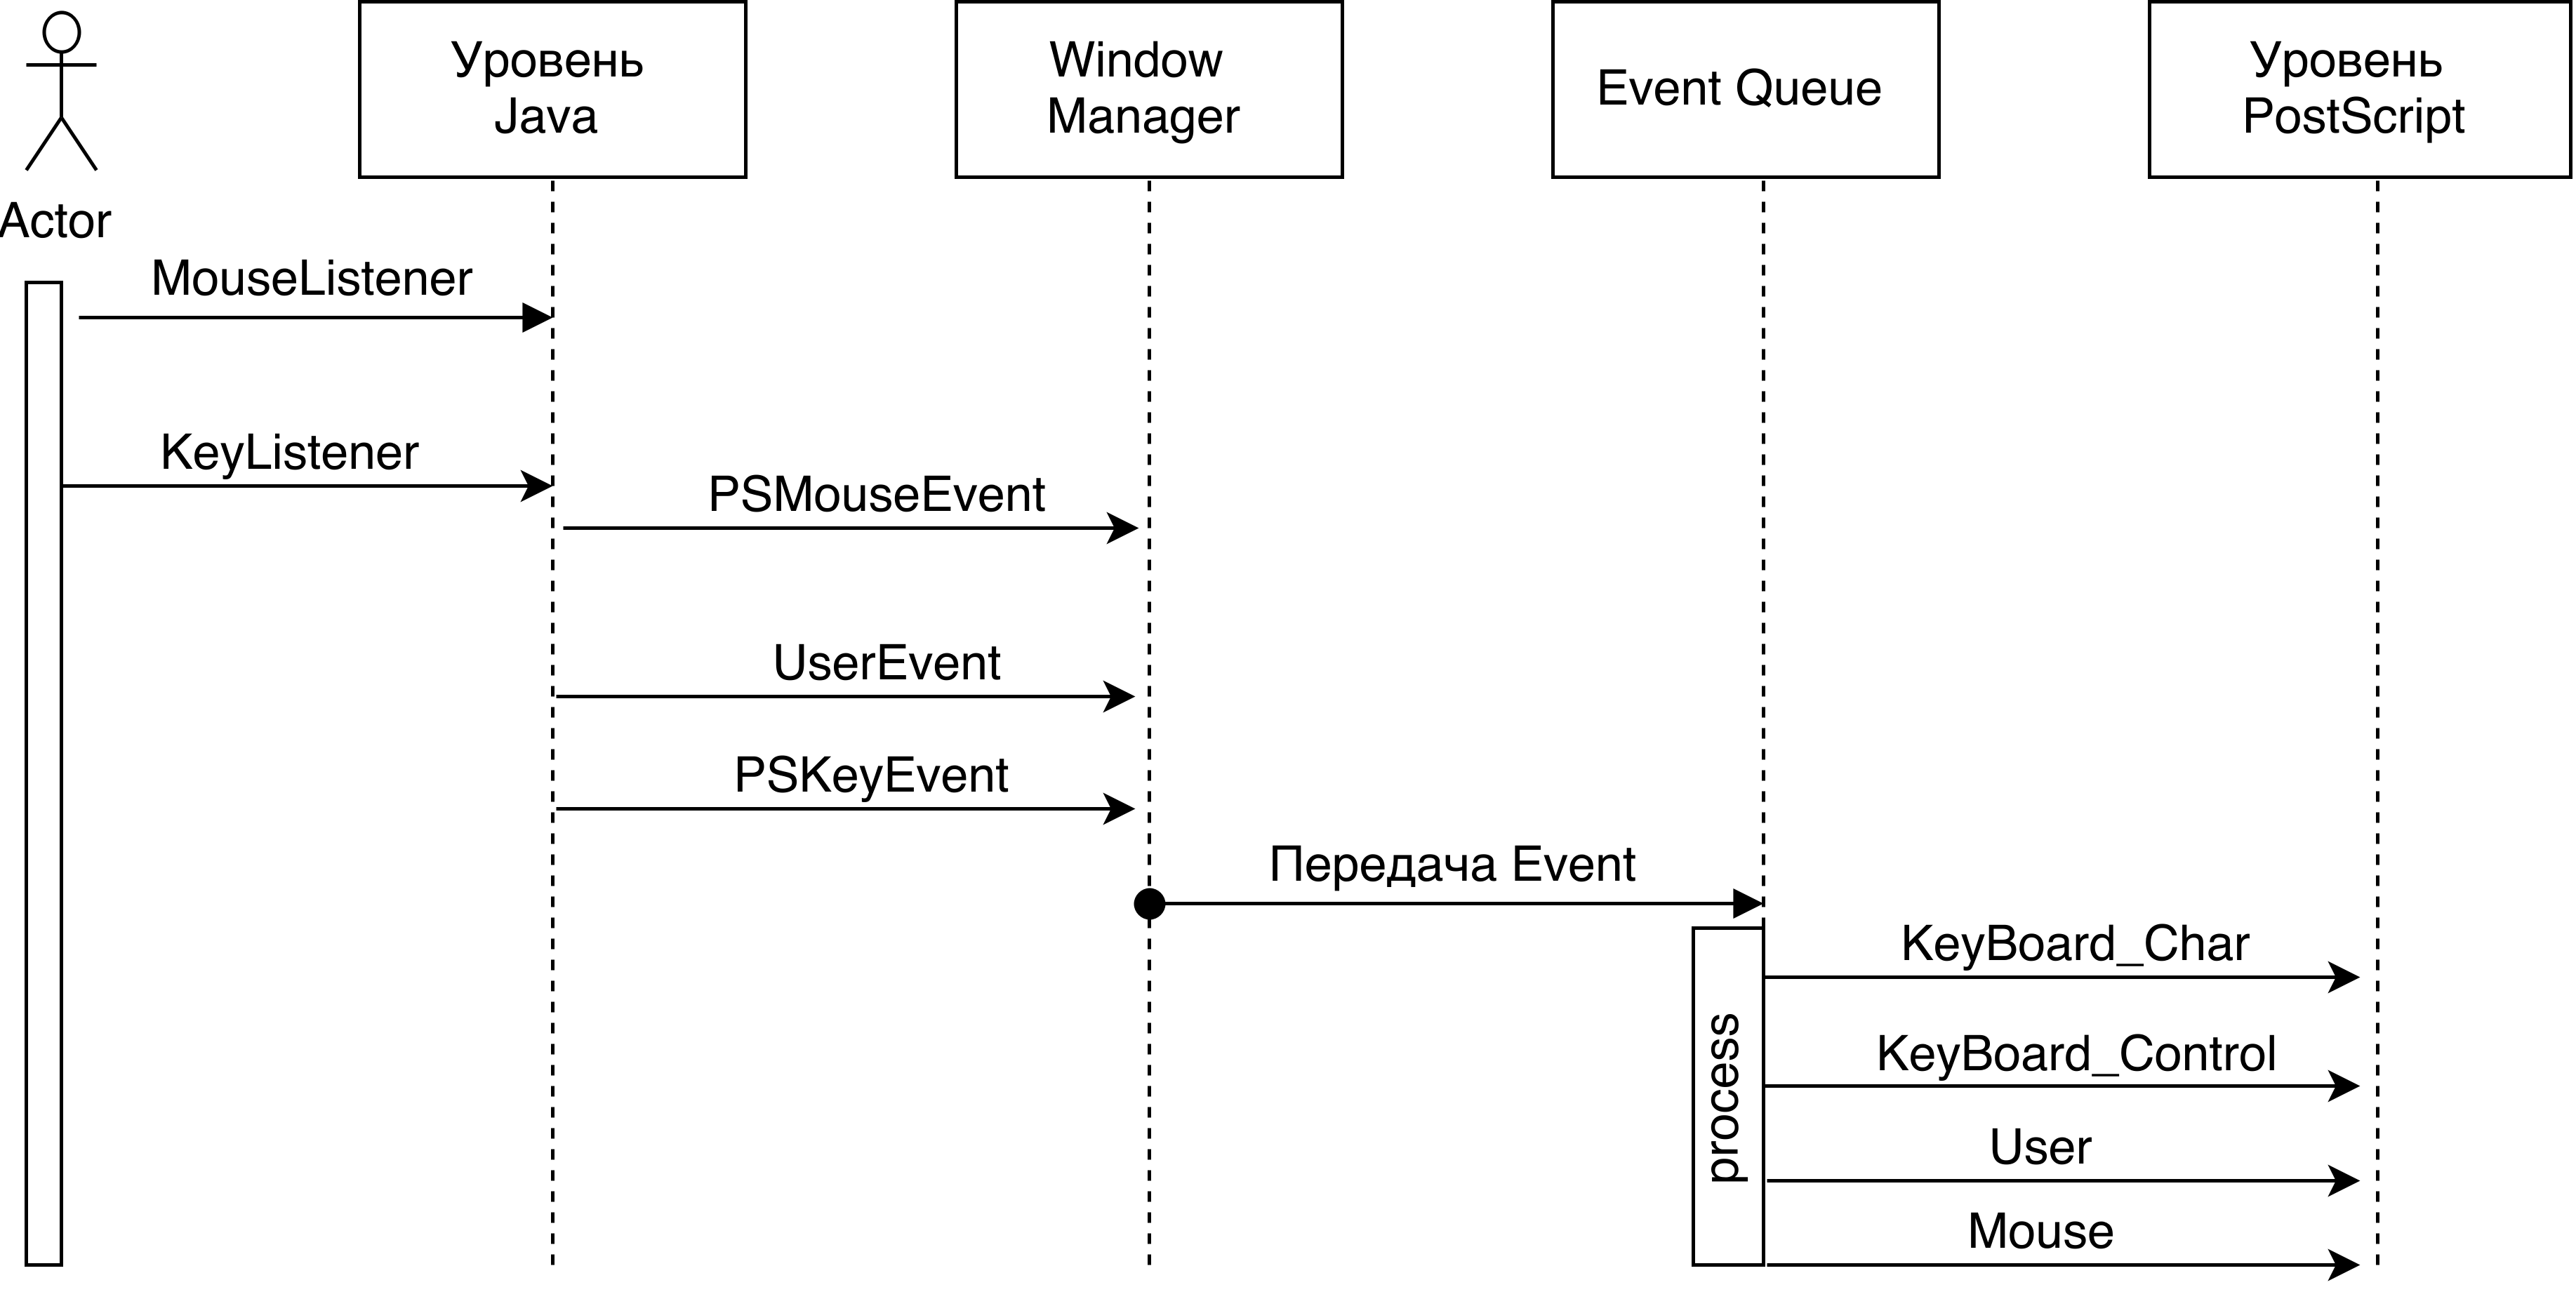 Actor
Уровень
Java
Window
Manager
Event Queue
Уровень
PostScript
MouseListener
KeyListener
PSMouseEvent
UserEvent
PSKeyEvent
Передача Event
process
KeyBoard_Char
KeyBoard_Control
User
Mouse